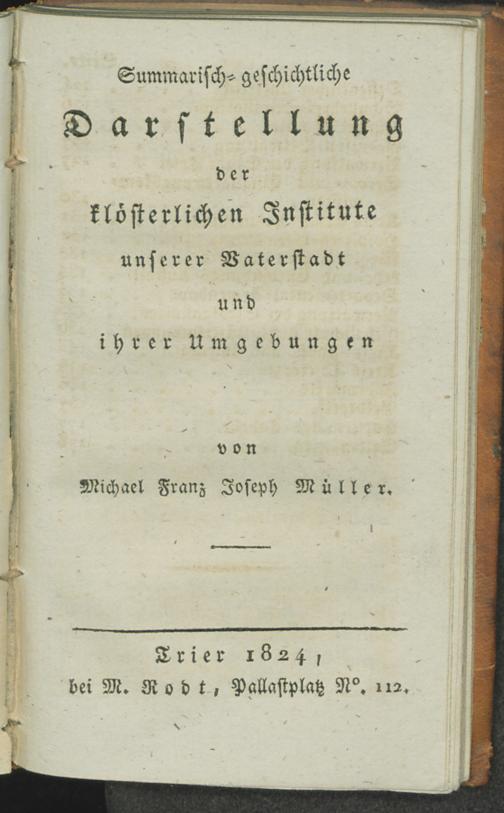 Summarisch-geschichtliche
Darstellung
der
klösterlichen Institute
unserer Vaterstadt
und
ihrer Umgebungen
von
Michael Franz Joseph Müller.
Trier 1824,
bei M. Rodt, Pallastplatz Nº. 112.